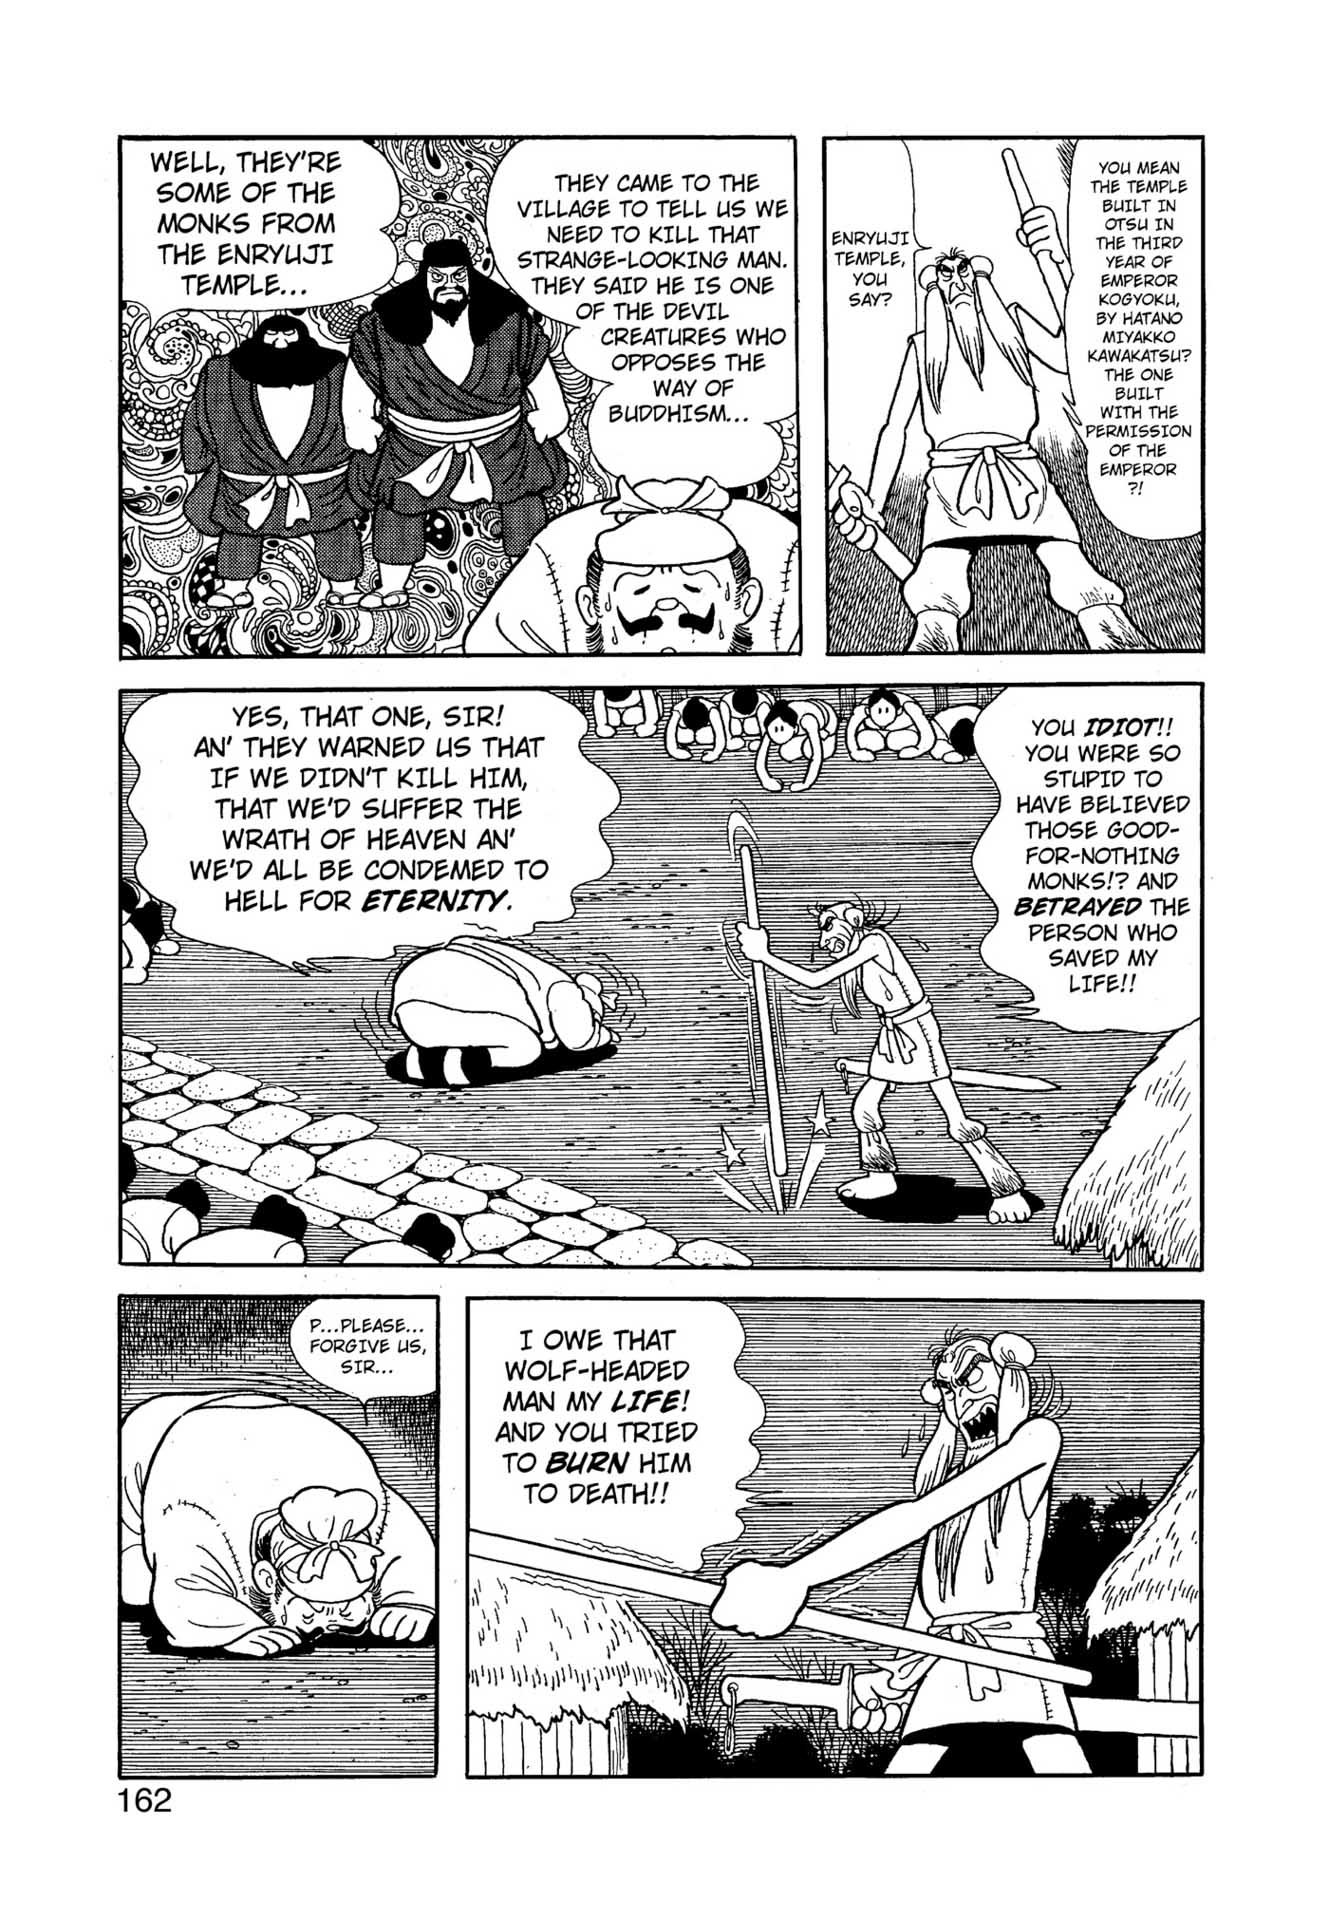 WELL, THEY'RE
SOME OF THE
MONKS FROM
THE ENRYUJI
TEMPLE...
THEY CAME TO THE
VILLAGE TO TELL US WE
NEED TO KILL THAT
STRANGE-LOOKING MAN.
THEY SAID HE IS ONE
OF THE DEVIL
CREATURES WHO
OPPOSES THE
WAY OF
BUDDHISM...
ENRYUJI
TEMPLE,
YOU
SAY?
YOU MEAN
THE TEMPLE
BUILT IN
OTSU IN
THE THIRD
YEAR OF
EMPEROR
KOGYOKU,
BY HATANO
MIYAKKO
KAWAKATSU?
THE ONE
BUILT
WITH THE
PERMISSION
OF THE
EMPEROR
?!
YES, THAT ONE, SIR!
AN' THEY WARNED US THAT
IF WE DIDN'T KILL HIM,
THAT WE'D SUFFER THE
WRATH OF HEAVEN AN'
WE'D ALL BE CONDEMED TO
HELL FOR ETERNITY.
YOU IDIOT!!
YOU WERE SO
STUPID TO
HAVE BELIEVED
THOSE GOOD-
FOR-NOTHING
MONKS!? AND
BETRAYED THE
PERSON WHO
SAVED MY
LIFE!!
P...PLEASE...
FORGIVE US,
SIR...
I OWE THAT
WOLF-HEADED
MAN MY LIFE!
AND YOU TRIED
TO BURN HIM
TO DEATH!!
162